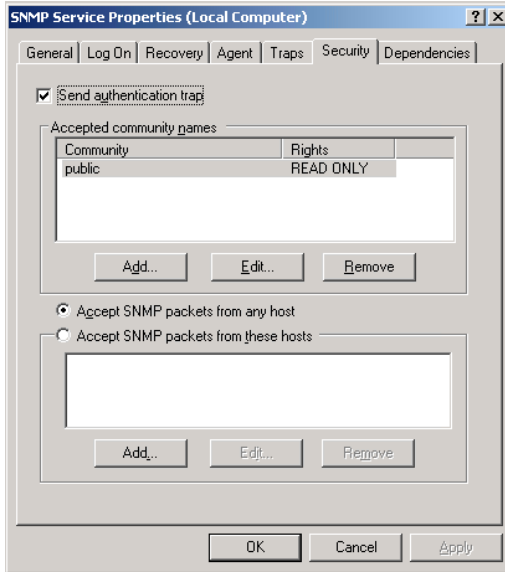 SNMP Service Properties (Local Computer)
General Log On Recovery Agent Traps Security Dependencies
Send authentication trap
Accepted community names
Community Rights
public READ ONLY
Add... Edit... Remove
Accept SNMP packets from any host
Accept SNMP packets from these hosts
Add... Edit... Remove
OK Cancel Apply